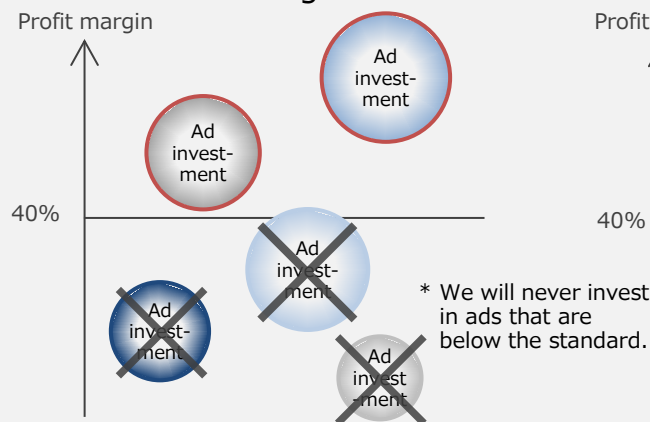 Profit margin
Profit
Ad
invest-
ment
Ad
invest-
ment
40%
40%
Ad
invest-
ment
* We will never invest
in ads that are
below the standard.
Ad
invest-
ment
Ad
invest
-ment